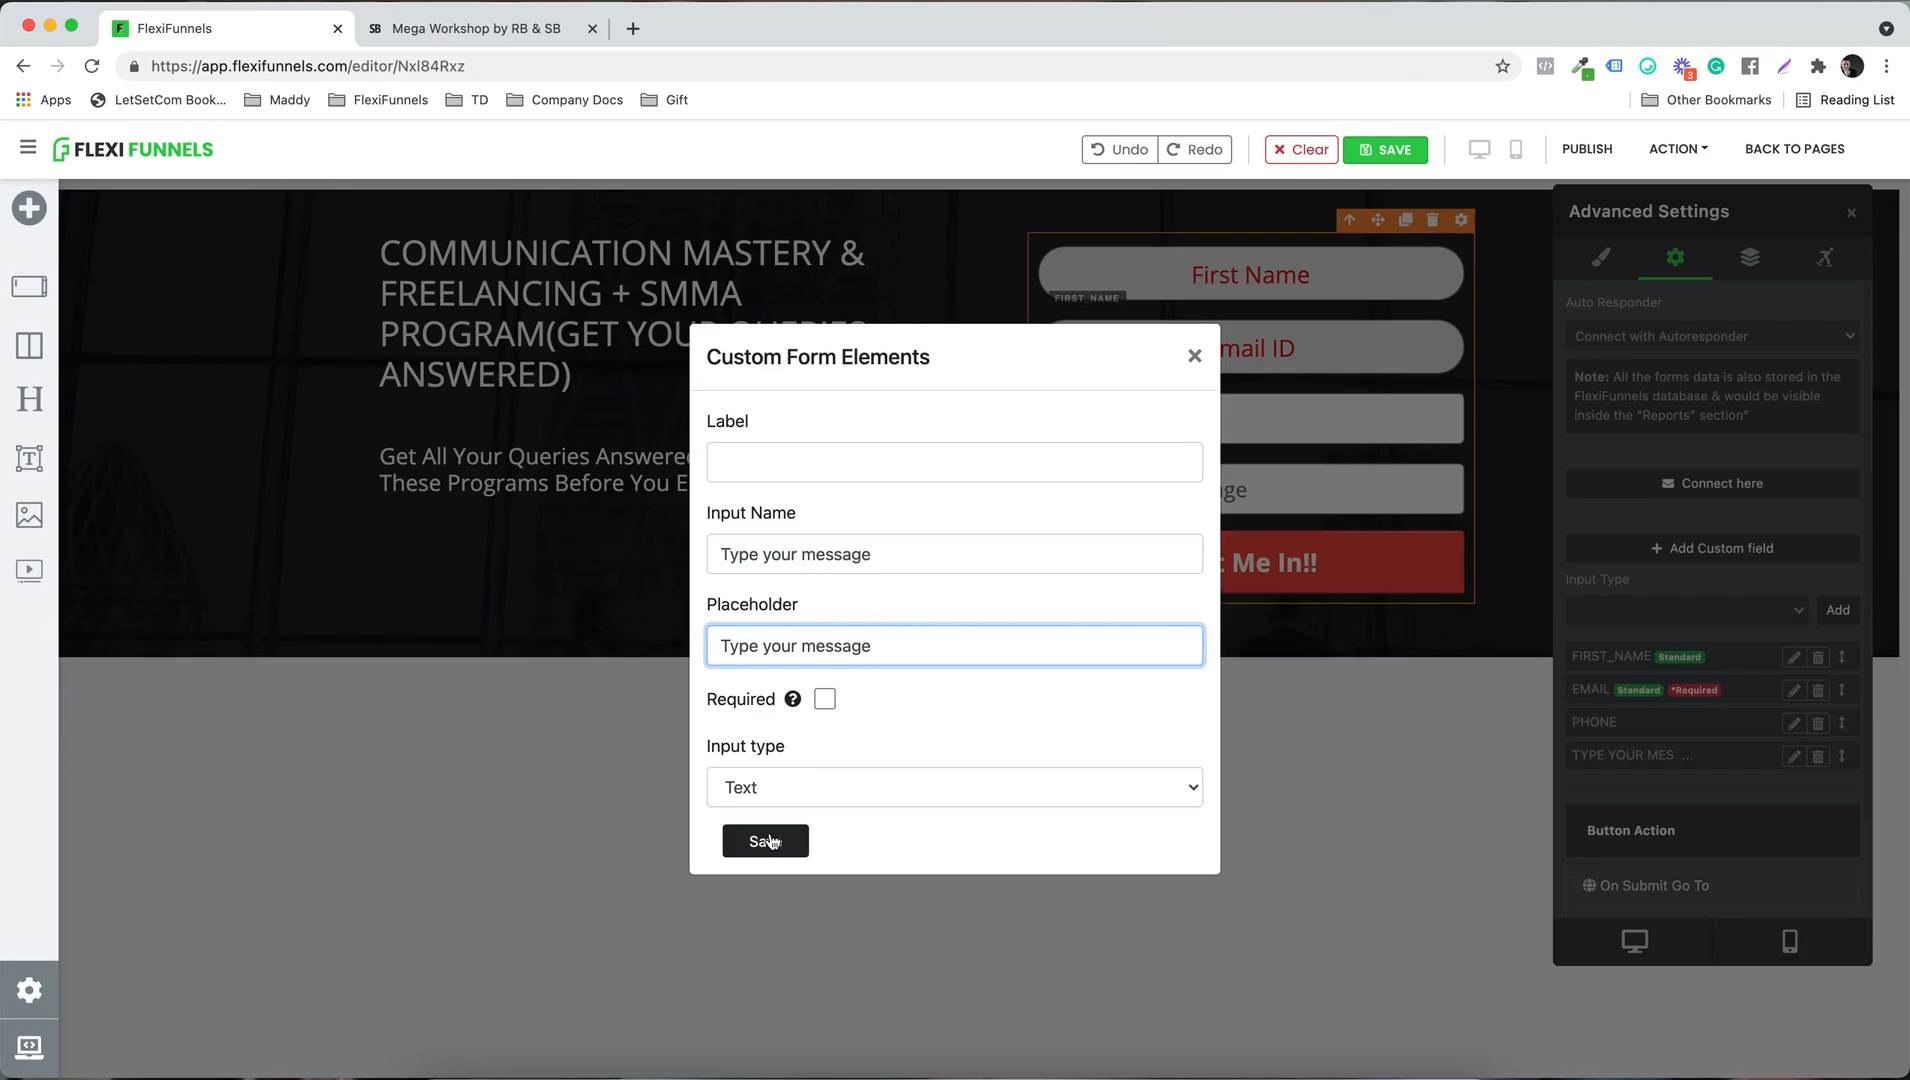 FlexiFunnels
SB Mega Workshop by RB & SB
https://app.flexifunnels.com/editor/Nxl84Rxz
3
Apps
LetSetCom Book...
Maddy
FlexiFunnels
TD
Company Docs
Gift
Other Bookmarks
Reading List
FLEXI FUNNELS
Undo
Redo
Clear
SAVE
PUBLISH
ACTION
BACK TO PAGES
COMMUNICATION MASTERY &
FREELANCING + SMMA
PROGRAM(GET YOUR QUERIES
ANSWERED)
Get All Your Queries Answered
These Programs Before You E
First Name
FIRST_NAME
mail ID
ge
Me In!!
Custom Form Elements
Label
Input Name
Type your message
Placeholder
Type your message
Required
Input type
Text
Save
Advanced Settings
Auto Responder
Connect with Autoresponder
Note: All the forms data is also stored in the
FlexiFunnels database & would be visible
inside the "Reports" section"
Connect here
Add Custom field
Input Type
Add
FIRST_NAME Standard
EMAIL Standard *Required
PHONE
TYPE YOUR MES ...
Button Action
On Submit Go To